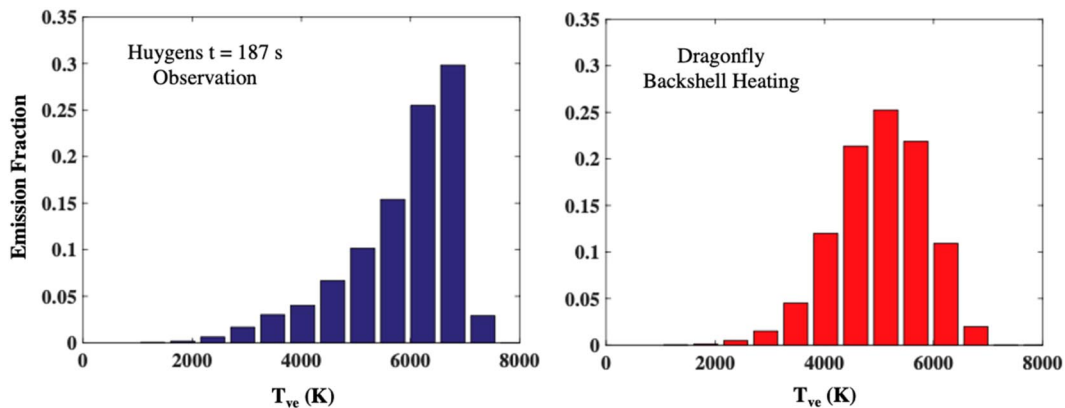 Huygens t = 187 s
Observation
Emission Fraction
0.35
0.3
0.25
0.2
0.15
0.1
0.05
0
0 2000 4000 6000 8000
T_ve (K)
Dragonfly
Backshell Heating
0.35
0.3
0.25
0.2
0.15
0.1
0.05
0
0 2000 4000 6000 8000
T_ve (K)